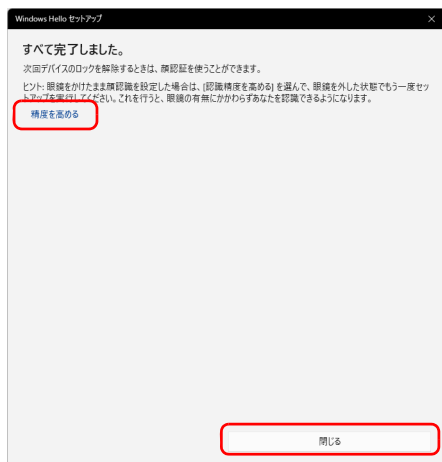 Windows Hello セットアップ
すべて完了しました。
次回デバイスのロックを解除するときは、顔認証を使うことができます。
ヒント: 眼鏡をかけたまま顔認識を設定した場合は、[認識精度を高める] を選んで、眼鏡を外した状態でもう一度セッ
トアップを実行してください。これを行うと、眼鏡の有無にかかわらずあなたを認識できるようになります。
精度を高める
閉じる